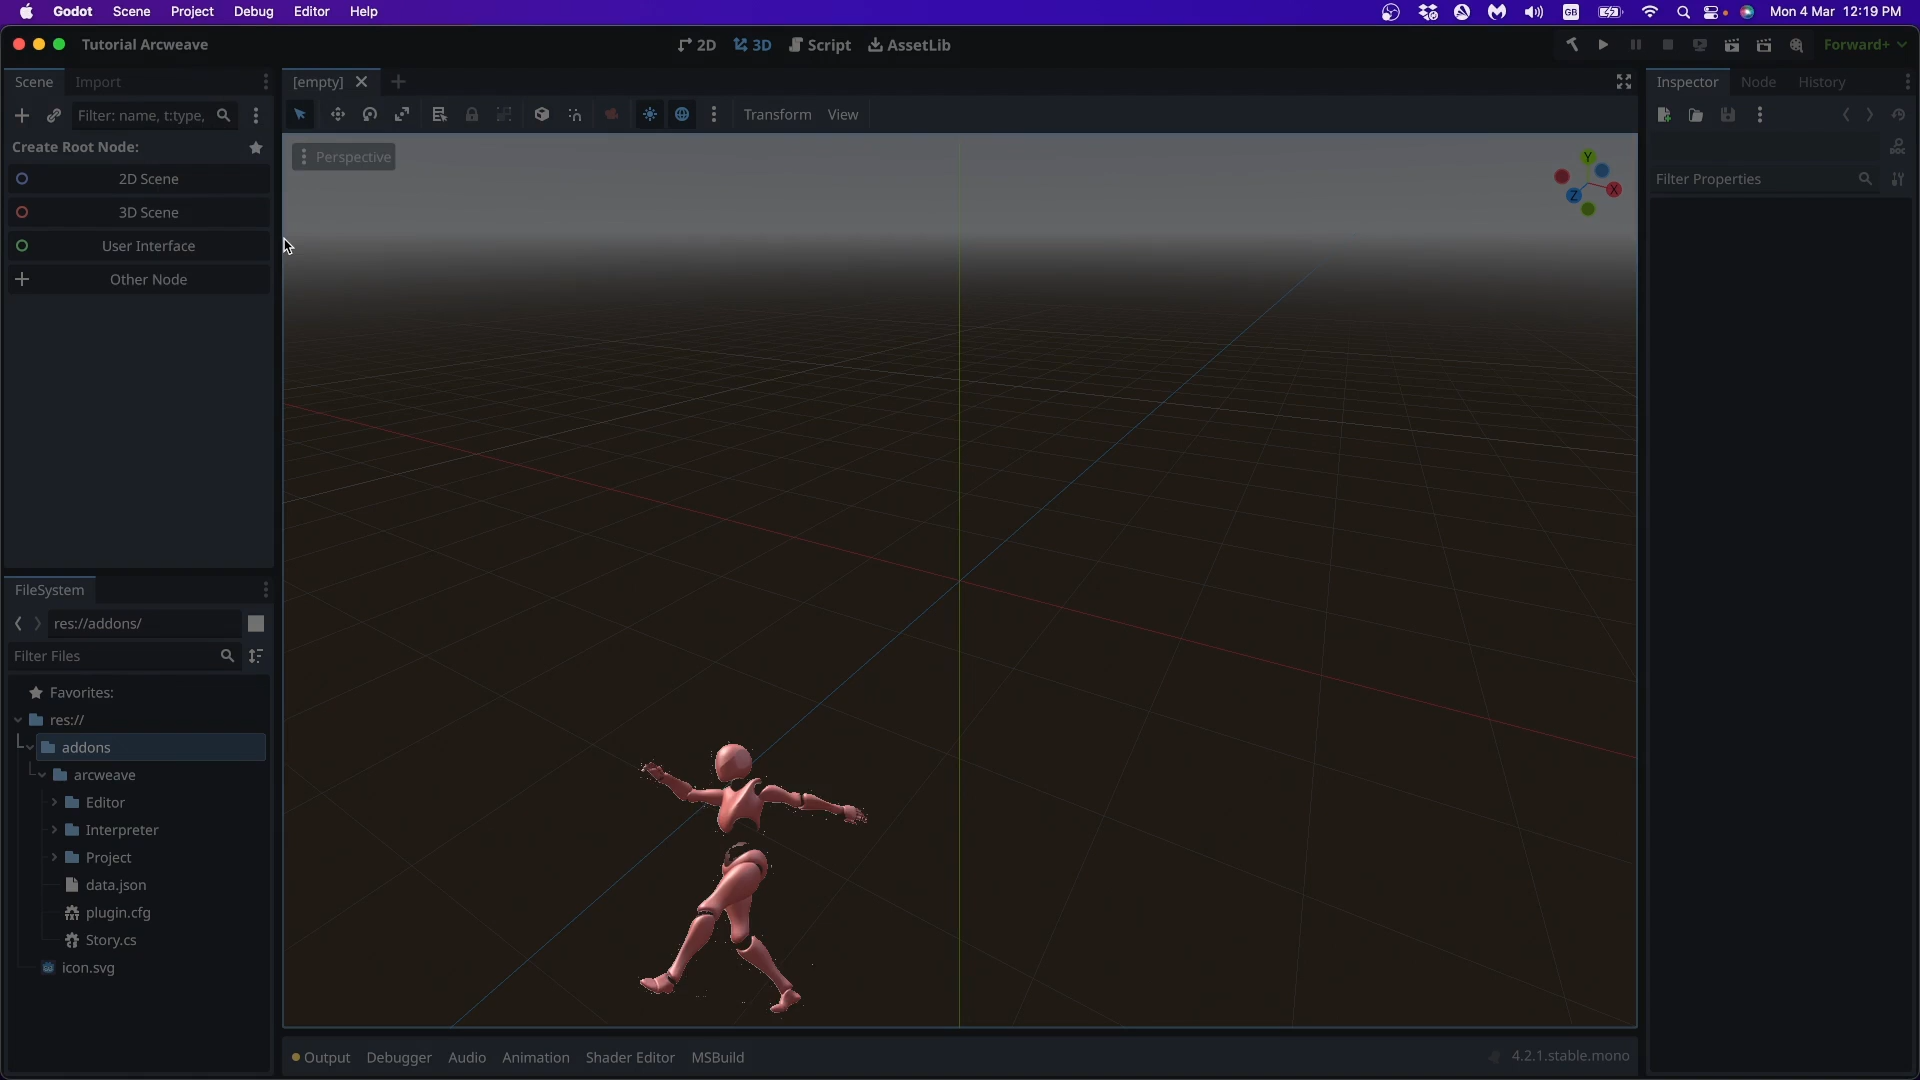 Godot Scene Project Debug Editor Help
GB
Mon 4 Mar 12:19 PM
Tutorial Arcweave
2D 3D Script AssetLib
Forward+
Scene Import
[empty]
Inspector Node History
Filter: name, t:type,
Transform View
Create Root Node:
Perspective
DOC
2D Scene
Filter Properties
3D Scene
User Interface
Other Node
Y
X
Z
FileSystem
res://addons/
Filter Files
Favorites:
res://
addons
arcweave
Editor
Interpreter
Project
data.json
plugin.cfg
Story.cs
icon.svg
Output Debugger Audio Animation Shader Editor MSBuild
4.2.1.stable.mono